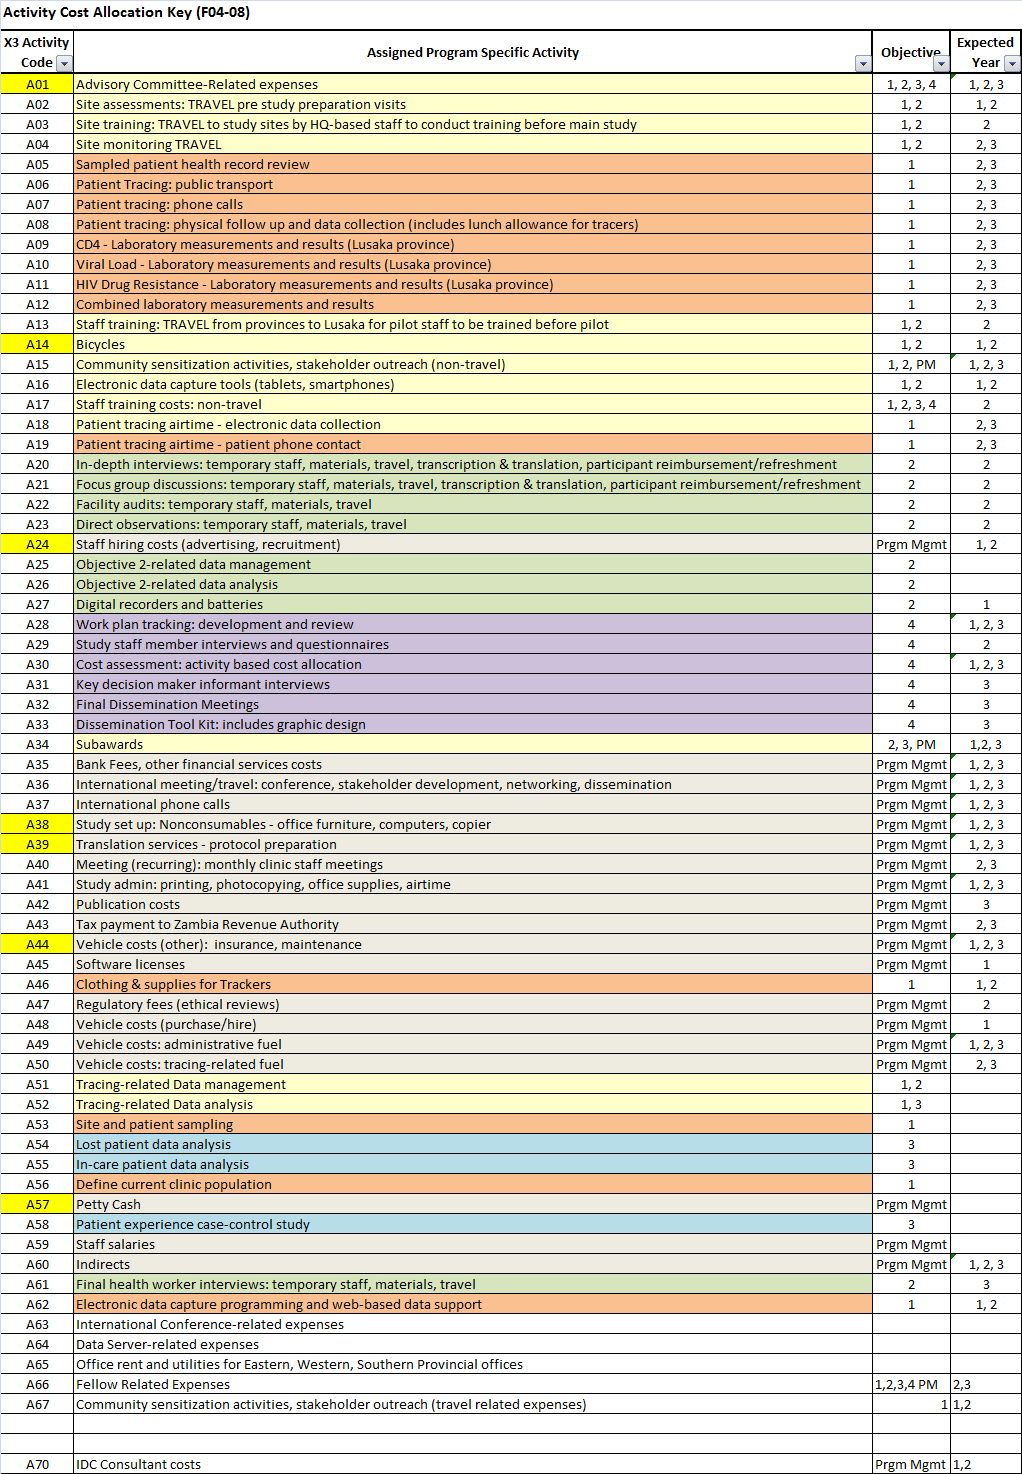 Activity Cost Allocation Key (F04-08)
X3 Activity Code Assigned Program Specific Activity Objective Expected Year
A01 Advisory Committee-Related expenses 1, 2, 3, 4 1, 2, 3
A02 Site assessments: TRAVEL pre study preparation visits 1, 2 1, 2
A03 Site training: TRAVEL to study sites by HQ-based staff to conduct training before main study 1, 2 2
A04 Site monitoring TRAVEL 1, 2 2, 3
A05 Sampled patient health record review 1 2, 3
A06 Patient Tracing: public transport 1 2, 3
A07 Patient tracing: phone calls 1 2, 3
A08 Patient tracing: physical follow up and data collection (includes lunch allowance for tracers) 1 2, 3
A09 CD4 - Laboratory measurements and results (Lusaka province) 1 2, 3
A10 Viral Load - Laboratory measurements and results (Lusaka province) 1 2, 3
A11 HIV Drug Resistance - Laboratory measurements and results (Lusaka province) 1 2, 3
A12 Combined laboratory measurements and results 1 2, 3
A13 Staff training: TRAVEL from provinces to Lusaka for pilot staff to be trained before pilot 1, 2 2
A14 Bicycles 1, 2 1, 2
A15 Community sensitization activities, stakeholder outreach (non-travel) 1, 2, PM 1, 2, 3
A16 Electronic data capture tools (tablets, smartphones) 1, 2 1, 2
A17 Staff training costs: non-travel 1, 2, 3, 4 2
A18 Patient tracing airtime - electronic data collection 1 2, 3
A19 Patient tracing airtime - patient phone contact 1 2, 3
A20 In-depth interviews: temporary staff, materials, travel, transcription & translation, participant reimbursement/refreshment 2 2
A21 Focus group discussions: temporary staff, materials, travel, transcription & translation, participant reimbursement/refreshment 2 2
A22 Facility audits: temporary staff, materials, travel 2 2
A23 Direct observations: temporary staff, materials, travel 2 2
A24 Staff hiring costs (advertising, recruitment) Prgm Mgmt 1, 2
A25 Objective 2-related data management 2
A26 Objective 2-related data analysis 2
A27 Digital recorders and batteries 2 1
A28 Work plan tracking: development and review 4 1, 2, 3
A29 Study staff member interviews and questionnaires 4 2
A30 Cost assessment: activity based cost allocation 4 1, 2, 3
A31 Key decision maker informant interviews 4 3
A32 Final Dissemination Meetings 4 3
A33 Dissemination Tool Kit: includes graphic design 4 3
A34 Subawards 2, 3, PM 1,2, 3
A35 Bank Fees, other financial services costs Prgm Mgmt 1, 2, 3
A36 International meeting/travel: conference, stakeholder development, networking, dissemination Prgm Mgmt 1, 2, 3
A37 International phone calls Prgm Mgmt 1, 2, 3
A38 Study set up: Nonconsumables - office furniture, computers, copier Prgm Mgmt 1, 2, 3
A39 Translation services - protocol preparation Prgm Mgmt 1, 2, 3
A40 Meeting (recurring): monthly clinic staff meetings Prgm Mgmt 2, 3
A41 Study admin: printing, photocopying, office supplies, airtime Prgm Mgmt 1, 2, 3
A42 Publication costs Prgm Mgmt 3
A43 Tax payment to Zambia Revenue Authority Prgm Mgmt 2, 3
A44 Vehicle costs (other):  insurance, maintenance Prgm Mgmt 1, 2, 3
A45 Software licenses Prgm Mgmt 1
A46 Clothing & supplies for Trackers 1 1, 2
A47 Regulatory fees (ethical reviews) Prgm Mgmt 2
A48 Vehicle costs (purchase/hire) Prgm Mgmt 1
A49 Vehicle costs: administrative fuel Prgm Mgmt 1, 2, 3
A50 Vehicle costs: tracing-related fuel Prgm Mgmt 2, 3
A51 Tracing-related Data management 1, 2
A52 Tracing-related Data analysis 1, 3
A53 Site and patient sampling 1
A54 Lost patient data analysis 3
A55 In-care patient data analysis 3
A56 Define current clinic population 1
A57 Petty Cash Prgm Mgmt
A58 Patient experience case-control study 3
A59 Staff salaries Prgm Mgmt
A60 Indirects Prgm Mgmt 1, 2, 3
A61 Final health worker interviews: temporary staff, materials, travel 2 3
A62 Electronic data capture programming and web-based data support 1 1, 2
A63 International Conference-related expenses
A64 Data Server-related expenses
A65 Office rent and utilities for Eastern, Western, Southern Provincial offices
A66 Fellow Related Expenses 1,2,3,4 PM 2,3
A67 Community sensitization activities, stakeholder outreach (travel related expenses) 1 1,2
A70 IDC Consultant costs Prgm Mgmt 1,2